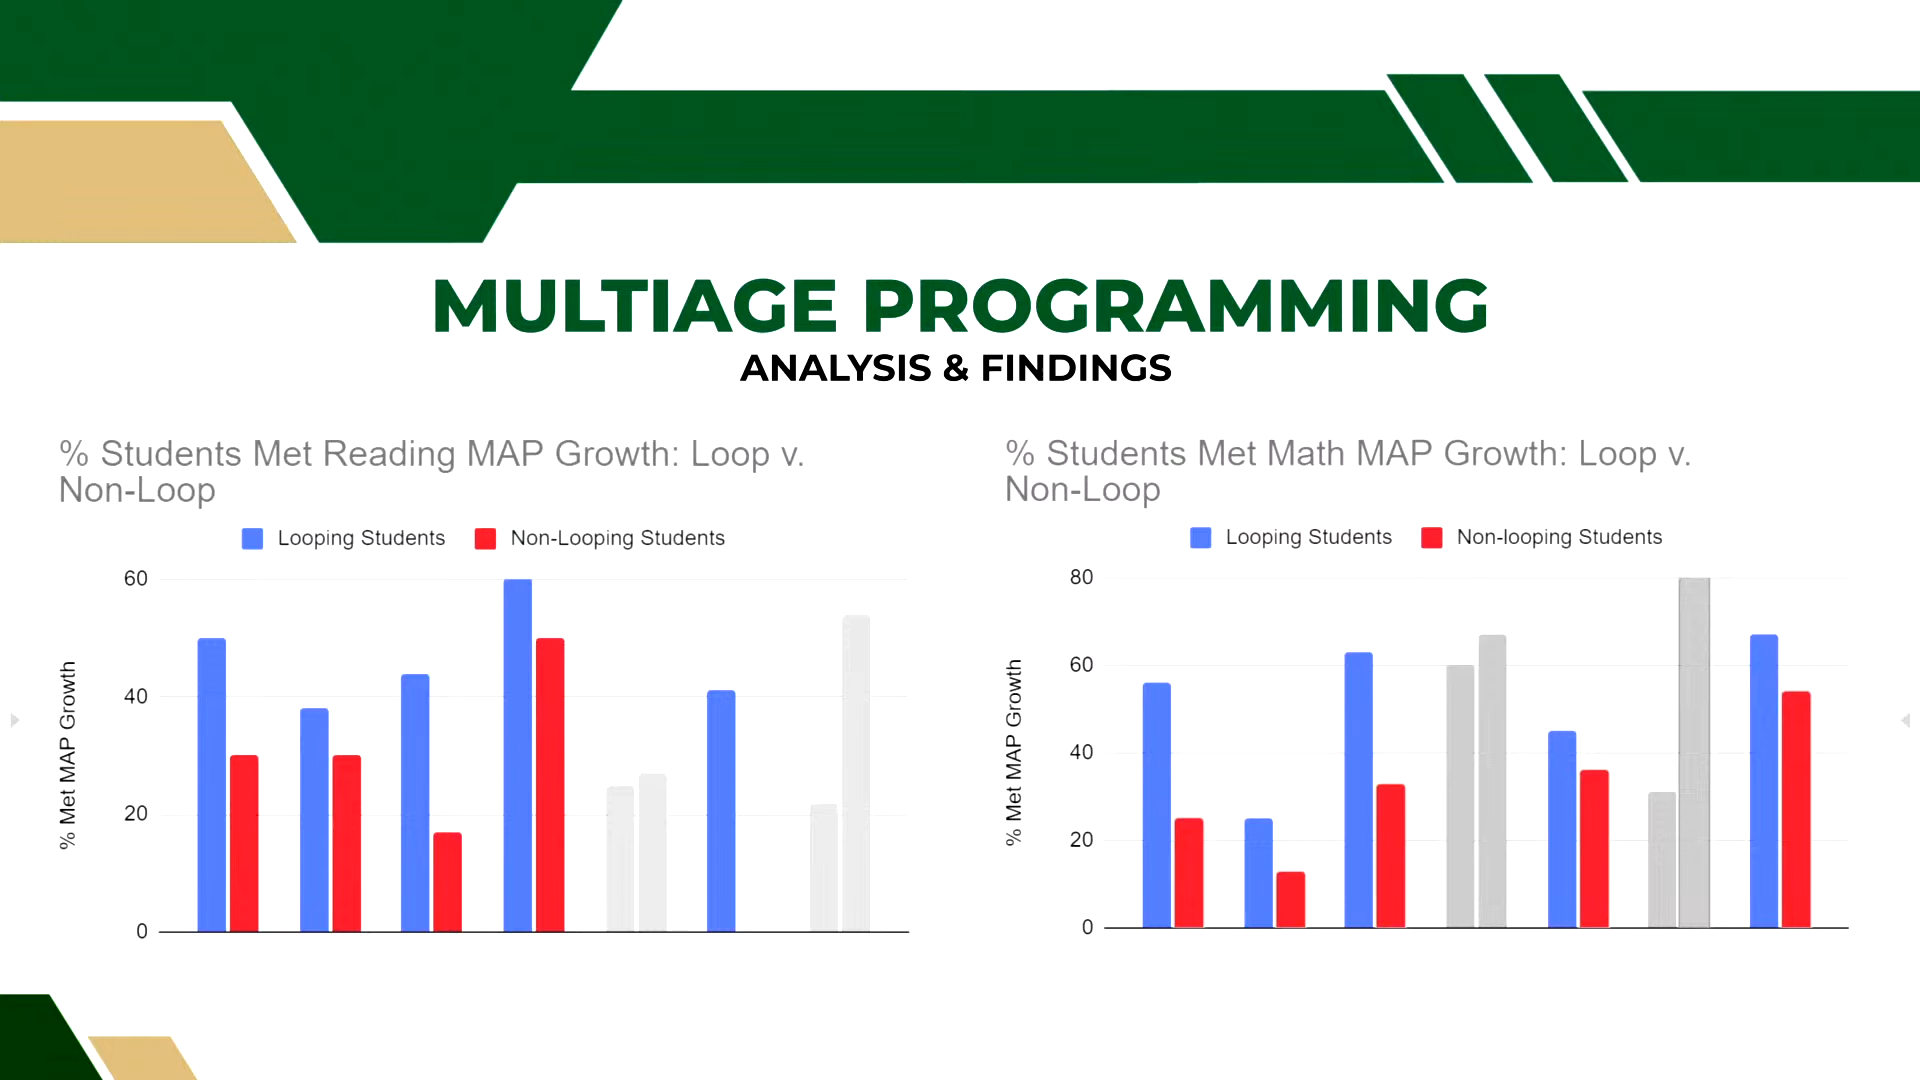 MULTIAGE PROGRAMMING
ANALYSIS & FINDINGS
% Students Met Reading MAP Growth: Loop v.
Non-Loop
Looping Students
Non-Looping Students
% Met MAP Growth
60
40
20
0
% Students Met Math MAP Growth: Loop v.
Non-Loop
Looping Students
Non-looping Students
% Met MAP Growth
80
60
40
20
0